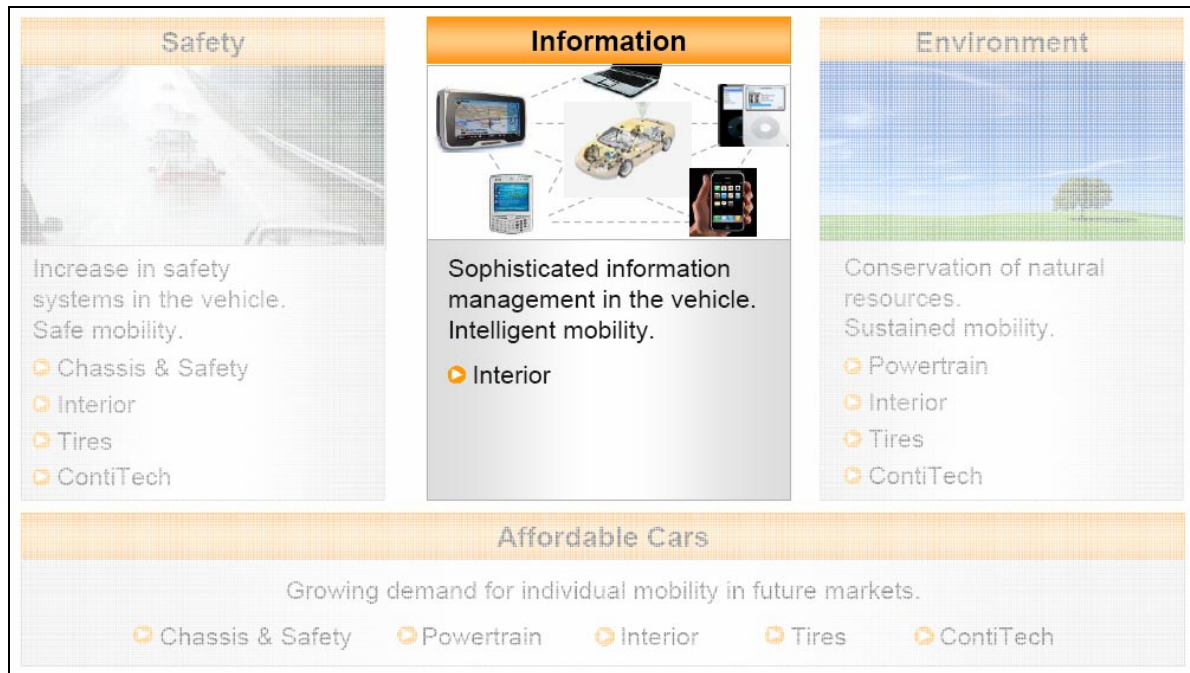 Safety
Increase in safety
systems in the vehicle.
Safe mobility.
Chassis & Safety
Interior
Tires
ContiTech
Information
Sophisticated information
management in the vehicle.
Intelligent mobility.
Interior
Environment
Conservation of natural
resources.
Sustained mobility.
Powertrain
Interior
Tires
ContiTech
Affordable Cars
Growing demand for individual mobility in future markets.
Chassis & Safety Powertrain Interior Tires ContiTech